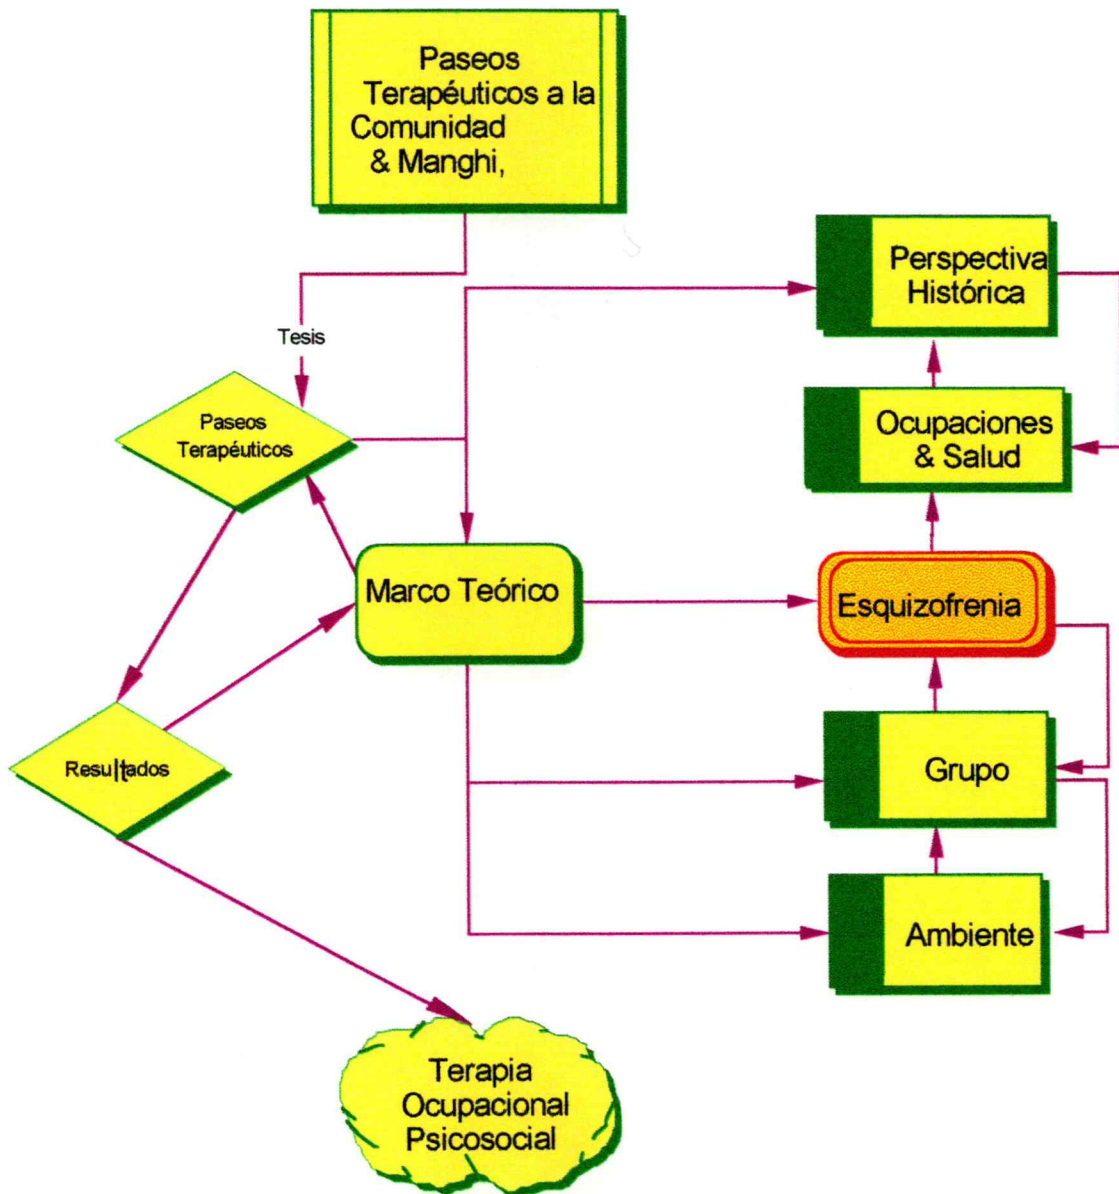 Paseos
Terapéuticos a la
Comunidad
& Manghi,
Perspectiva
Histórica
Tesis
Ocupaciones
& Salud
Paseos
Terapéuticos
Marco Teórico
Esquizofrenia
Resultados
Grupo
Ambiente
Terapia
Ocupacional
Psicosocial